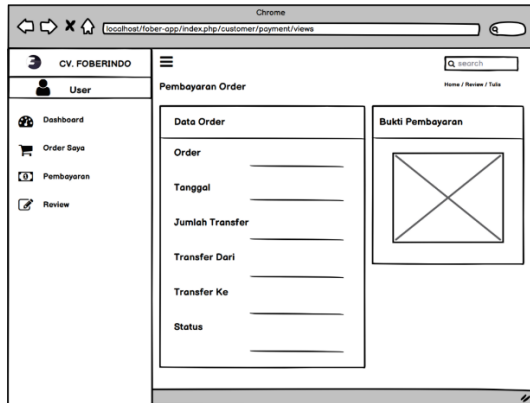 Chrome
localhost/fober-app/index.php/customer/payment/views
CV. FOBERINDO
User
Dashboard
Order Saya
Pembayaran
Review
search
Pembayaran Order
Home / Review / Tulis
Data Order
Order
Tanggal
Jumlah Transfer
Transfer Dari
Transfer Ke
Status
Bukti Pembayaran